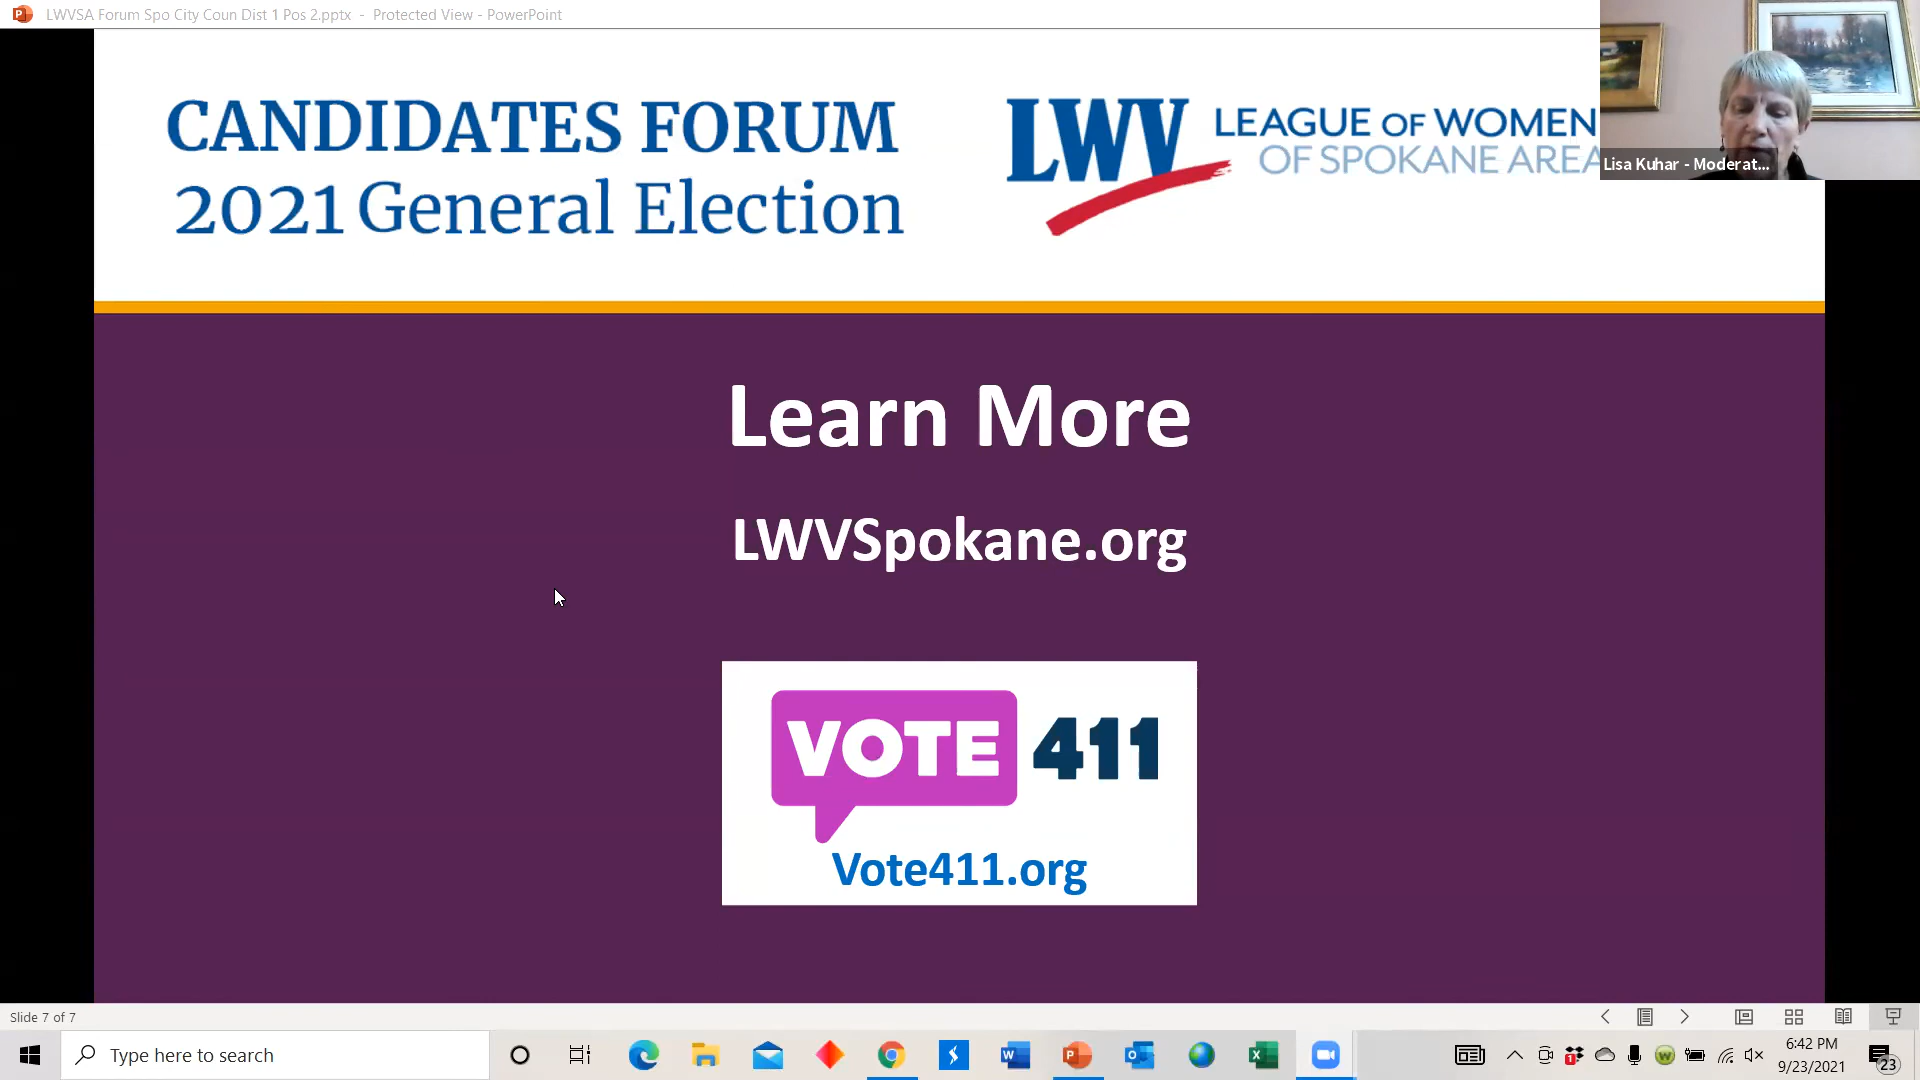 LWVSA Forum Spo City Coun Dist 1 Pos 2.pptx - Protected View - PowerPoint
CANDIDATES FORUM
2021 General Election
LWV
LEAGUE OF WOMEN
OF SPOKANE AREA
Lisa Kuhar - Moderat...
Learn More
LWVSpokane.org
VOTE 411
Vote411.org
Slide 7 of 7
Type here to search
6:42 PM
9/23/2021
23